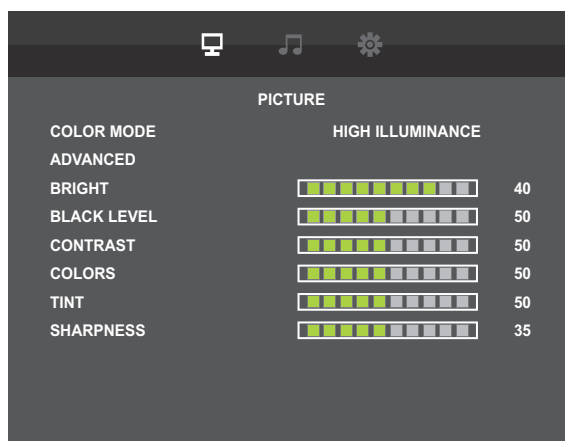 PICTURE
COLOR MODE HIGH ILLUMINANCE
ADVANCED
BRIGHT 40
BLACK LEVEL 50
CONTRAST 50
COLORS 50
TINT 50
SHARPNESS 35